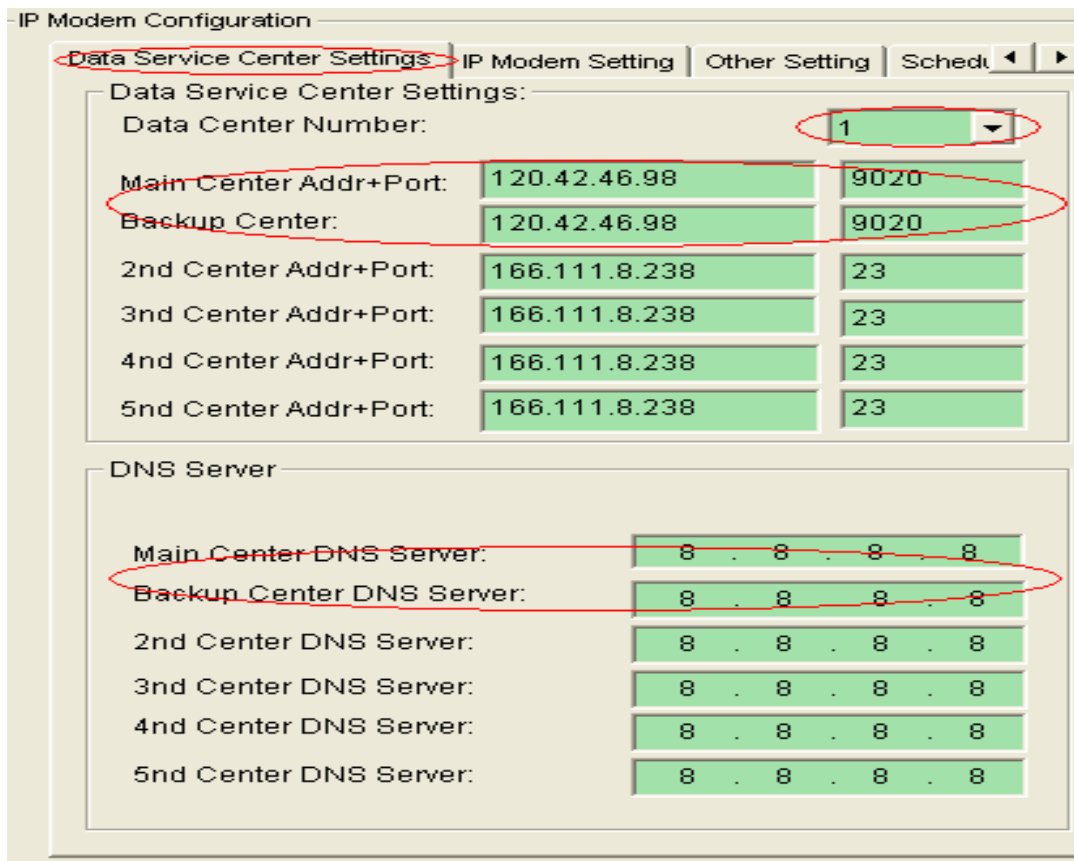 IP Modem Configuration
Data Service Center Settings IP Modem Setting Other Setting Schedu
Data Service Center Settings:
Data Center Number: 1
Main Center Addr+Port: 120.42.46.98 9020
Backup Center: 120.42.46.98 9020
2nd Center Addr+Port: 166.111.8.238 23
3nd Center Addr+Port: 166.111.8.238 23
4nd Center Addr+Port: 166.111.8.238 23
5nd Center Addr+Port: 166.111.8.238 23
DNS Server
Main Center DNS Server: 8 . 8 . 8 . 8
Backup Center DNS Server: 8 . 8 . 8 . 8
2nd Center DNS Server: 8 . 8 . 8 . 8
3nd Center DNS Server: 8 . 8 . 8 . 8
4nd Center DNS Server: 8 . 8 . 8 . 8
5nd Center DNS Server: 8 . 8 . 8 . 8